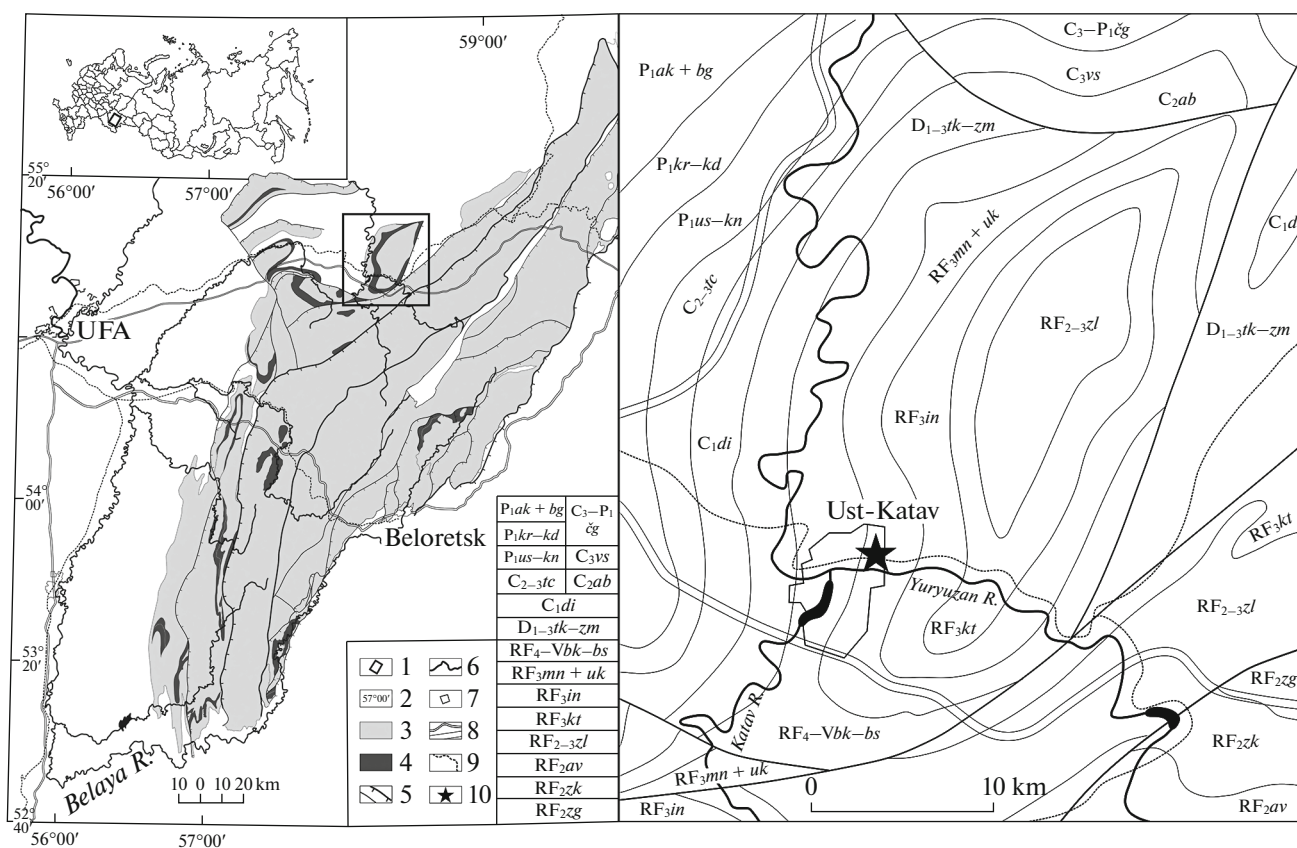 59°00′
55°
20′
56°00′
57°00′
UFA
54°
00′
Beloretsk
53°
20′
Belaya R.
10 0 10 20 km
52°
40′
56°00′
57°00′
1
57°00′ 2
3
4
5
6
7
8
9
10
P₁ak + bg
C₃–P₁
čg
P₁kr–kd
P₁us–kn
C₃vs
C₂₋₃tc
C₂ab
C₁di
D₁₋₃tk–zm
RF₄–Vbk–bs
RF₃mn + uk
RF₃in
RF₃kt
RF₂₋₃zl
RF₂av
RF₂zk
RF₂zg
C₃–P₁čg
P₁ak + bg
C₃vs
C₂ab
D₁₋₃tk–zm
P₁kr–kd
P₁us–kn
C₁d
RF₃mn + uk
C₂₋₃tc
RF₂₋₃zl
D₁₋₃tk–zm
RF₃in
C₁di
Ust-Katav
RF₃kt
Yuryuzan R.
RF₂₋₃zl
RF₃kt
RF₂zg
Katav R.
RF₄–Vbk–bs
RF₂zk
RF₃mn + uk
0 10 km
RF₃in
RF₂av